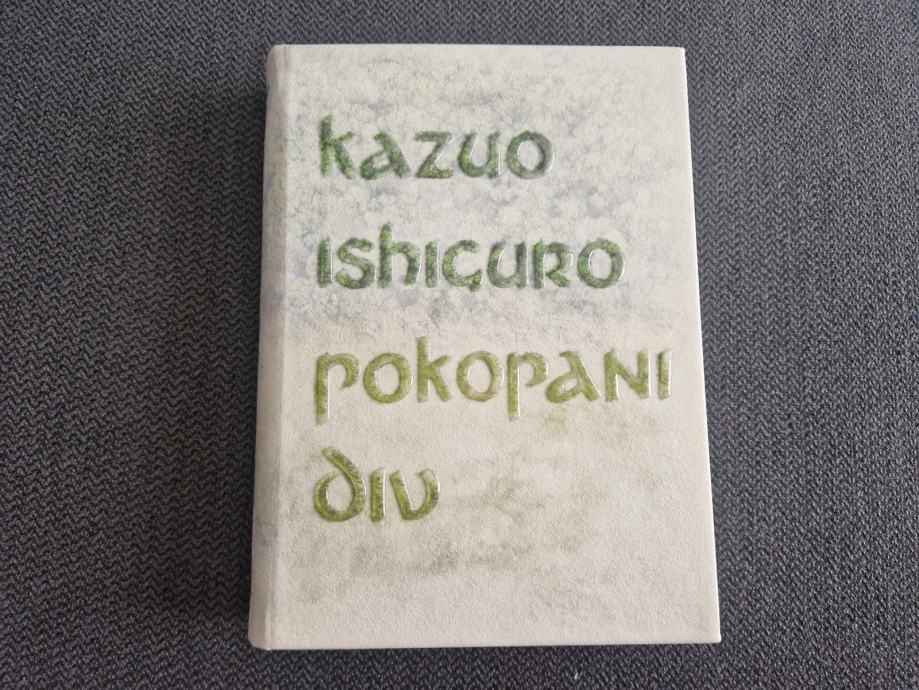 kazuo
ishiguro
pokopani
div